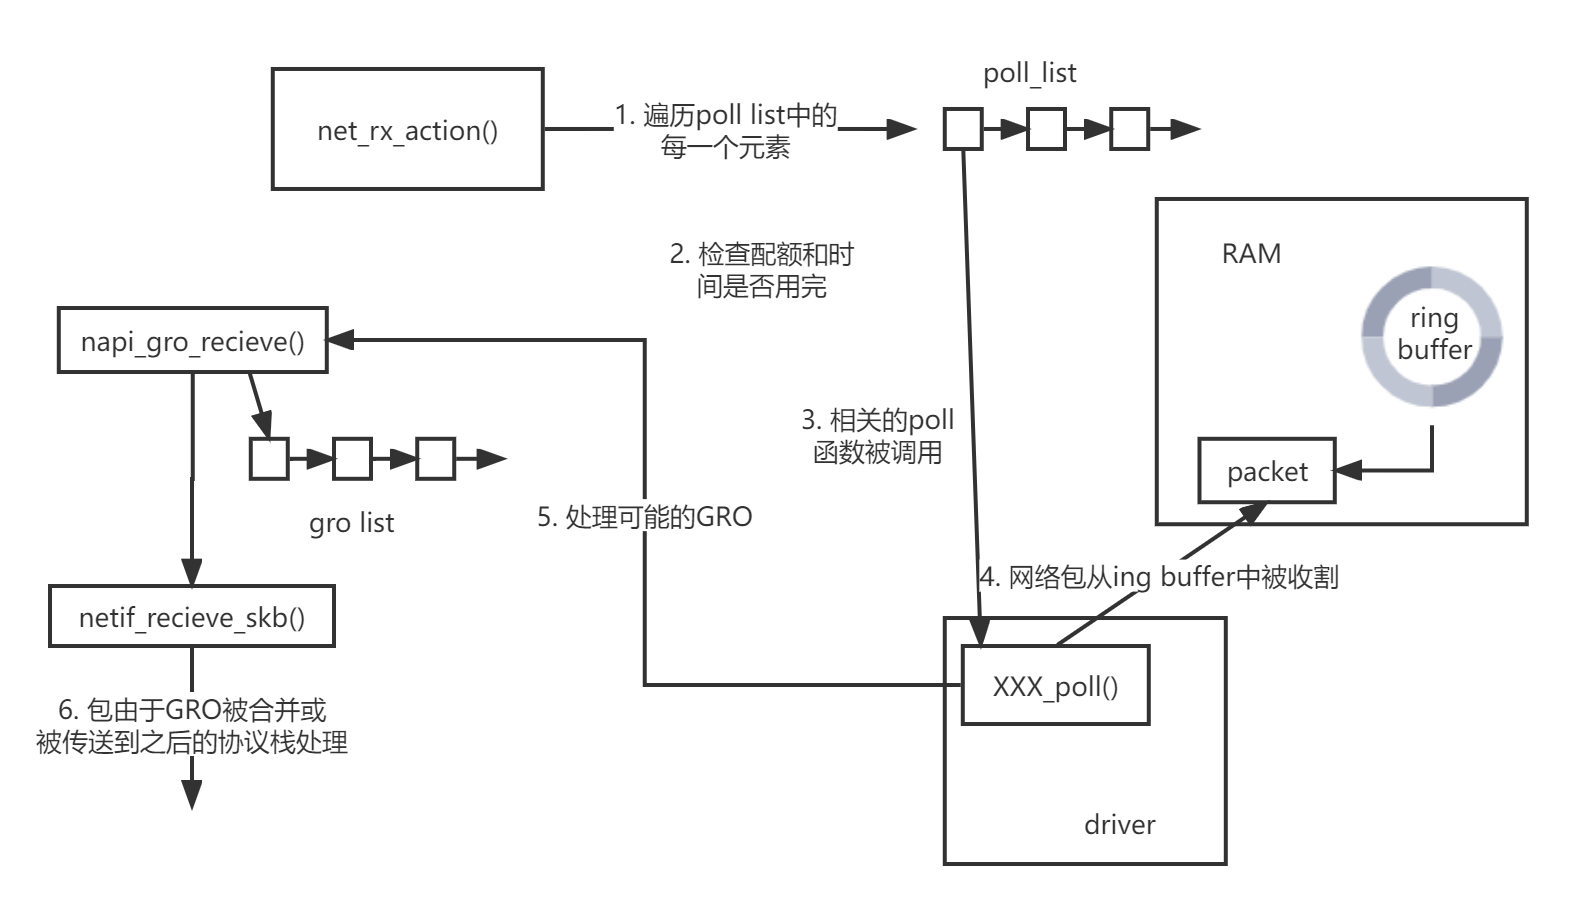 poll_list
net_rx_action()
1. 遍历poll list中的
每一个元素
2. 检查配额和时
间是否用完
RAM
ring
buffer
napi_gro_recieve()
3. 相关的poll
函数被调用
packet
gro list
5. 处理可能的GRO
4. 网络包从ing buffer中被收割
netif_recieve_skb()
XXX_poll()
6. 包由于GRO被合并或
被传送到之后的协议栈处理
driver